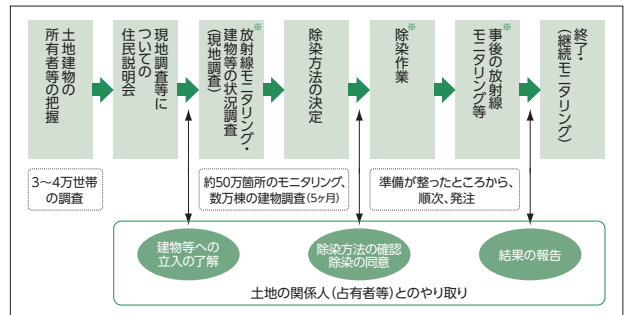 土地建物の
所有者等の把握
現地調査等に
ついての
住民説明会
※
放射線モニタリング・
建物等の状況調査
（現地調査）
除染方法の決定
※
除染作業
※
事後の放射線
モニタリング等
終了・
（継続モニタリング）
3〜4万世帯
の調査
約50万箇所のモニタリング、
数万棟の建物調査（5ヶ月）
準備が整ったところから、
順次、発注
建物等への
立入の了解
除染方法の確認
除染の同意
結果の報告
土地の関係人（占有者等）とのやり取り